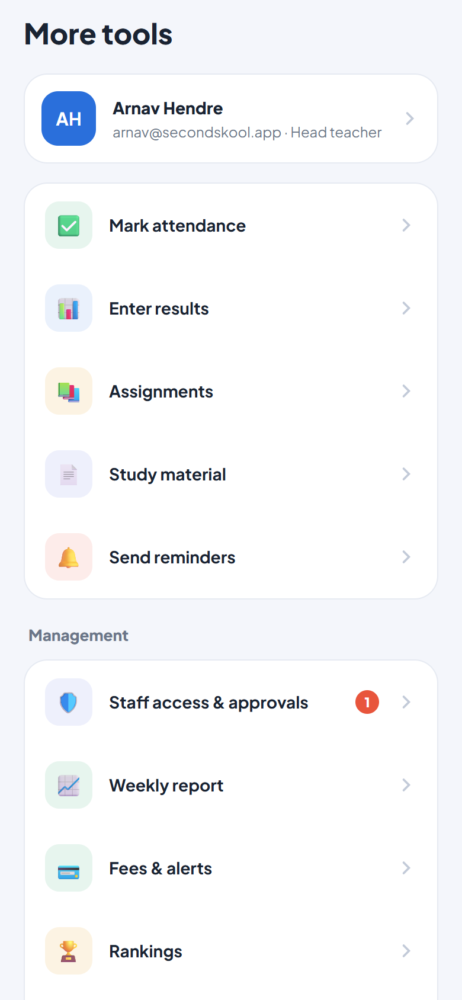 More tools
AH
Arnav Hendre
arnav@secondskool.app · Head teacher
Mark attendance
Enter results
Assignments
Study material
Send reminders
Management
Staff access & approvals
1
Weekly report
Fees & alerts
Rankings